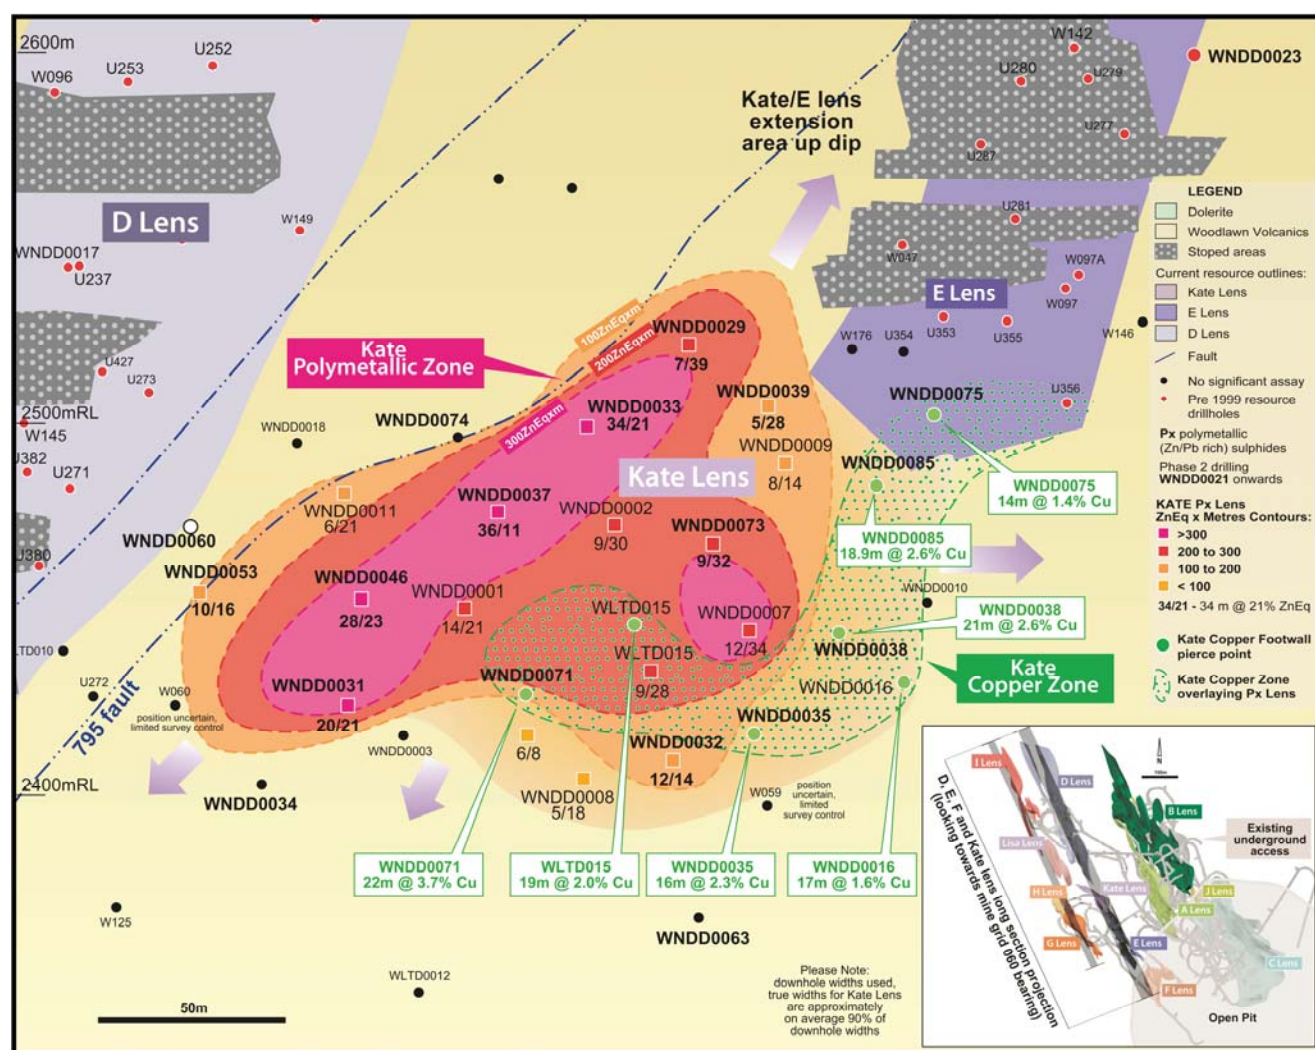 2600m
W096
U253
U252
W142
U280
U279
U277
U287
WNDD0023
Kate/E lens
extension
area up dip
D Lens
W149
WNDD0017
U237
U281
W047
W097A
W097
E Lens
U353
U355
W176
U354
W146
U356
LEGEND
Dolerite
Woodlawn Volcanics
Stoped areas
Current resource outlines:
Kate Lens
E Lens
D Lens
Fault
No significant assay
Pre 1999 resource
drillholes
Px polymetallic
(Zn/Pb rich) sulphides
Phase 2 drilling
WNDD0021 onwards
KATE Px Lens
ZnEq x Metres Contours:
>300
200 to 300
100 to 200
< 100
34/21 - 34 m @ 21% ZnEq
Kate Copper Footwall
pierce point
Kate Copper Zone
overlaying Px Lens
U427
U273
2500mRL
W145
U382
U271
U380
Kate
Polymetallic Zone
100ZnEqxm
200ZnEqxm
300ZnEqxm
WNDD0029
7/39
WNDD0033
34/21
WNDD0039
5/28
WNDD0009
8/14
WNDD0074
WNDD0018
Kate Lens
WNDD0011
6/21
WNDD0037
36/11
WNDD0002
9/30
WNDD0073
9/32
WNDD0060
WNDD0053
10/16
WNDD0046
28/23
WNDD0001
14/21
WLTD015
WNDD0007
12/34
WLTD015
9/28
WNDD0071
WNDD0031
20/21
WNDD0075
WNDD0075
14m @ 1.4% Cu
WNDD0085
WNDD0085
18.9m @ 2.6% Cu
WNDD0010
WNDD0038
21m @ 2.6% Cu
WNDD0038
Kate
Copper Zone
WNDD0016
WNDD0035
LTD010
U272
W060
position uncertain,
limited survey control
795 fault
2400mRL
WNDD0003
6/8
WNDD0032
12/14
WNDD0008
5/18
WNDD0034
W059
position
uncertain,
limited
survey control
WNDD0071
22m @ 3.7% Cu
WLTD015
19m @ 2.0% Cu
WNDD0035
16m @ 2.3% Cu
WNDD0016
17m @ 1.6% Cu
W125
WNDD0063
WLTD0012
50m
Please Note:
downhole widths used,
true widths for Kate Lens
are approximately
on average 90% of
downhole widths
D, E, F and Kate lens long section projection
(looking towards mine grid 060 bearing)
I Lens
D Lens
N
100m
B Lens
Existing
underground
access
Lisa Lens
H Lens
Kate Lens
J Lens
A Lens
G Lens
E Lens
C Lens
F Lens
Open Pit